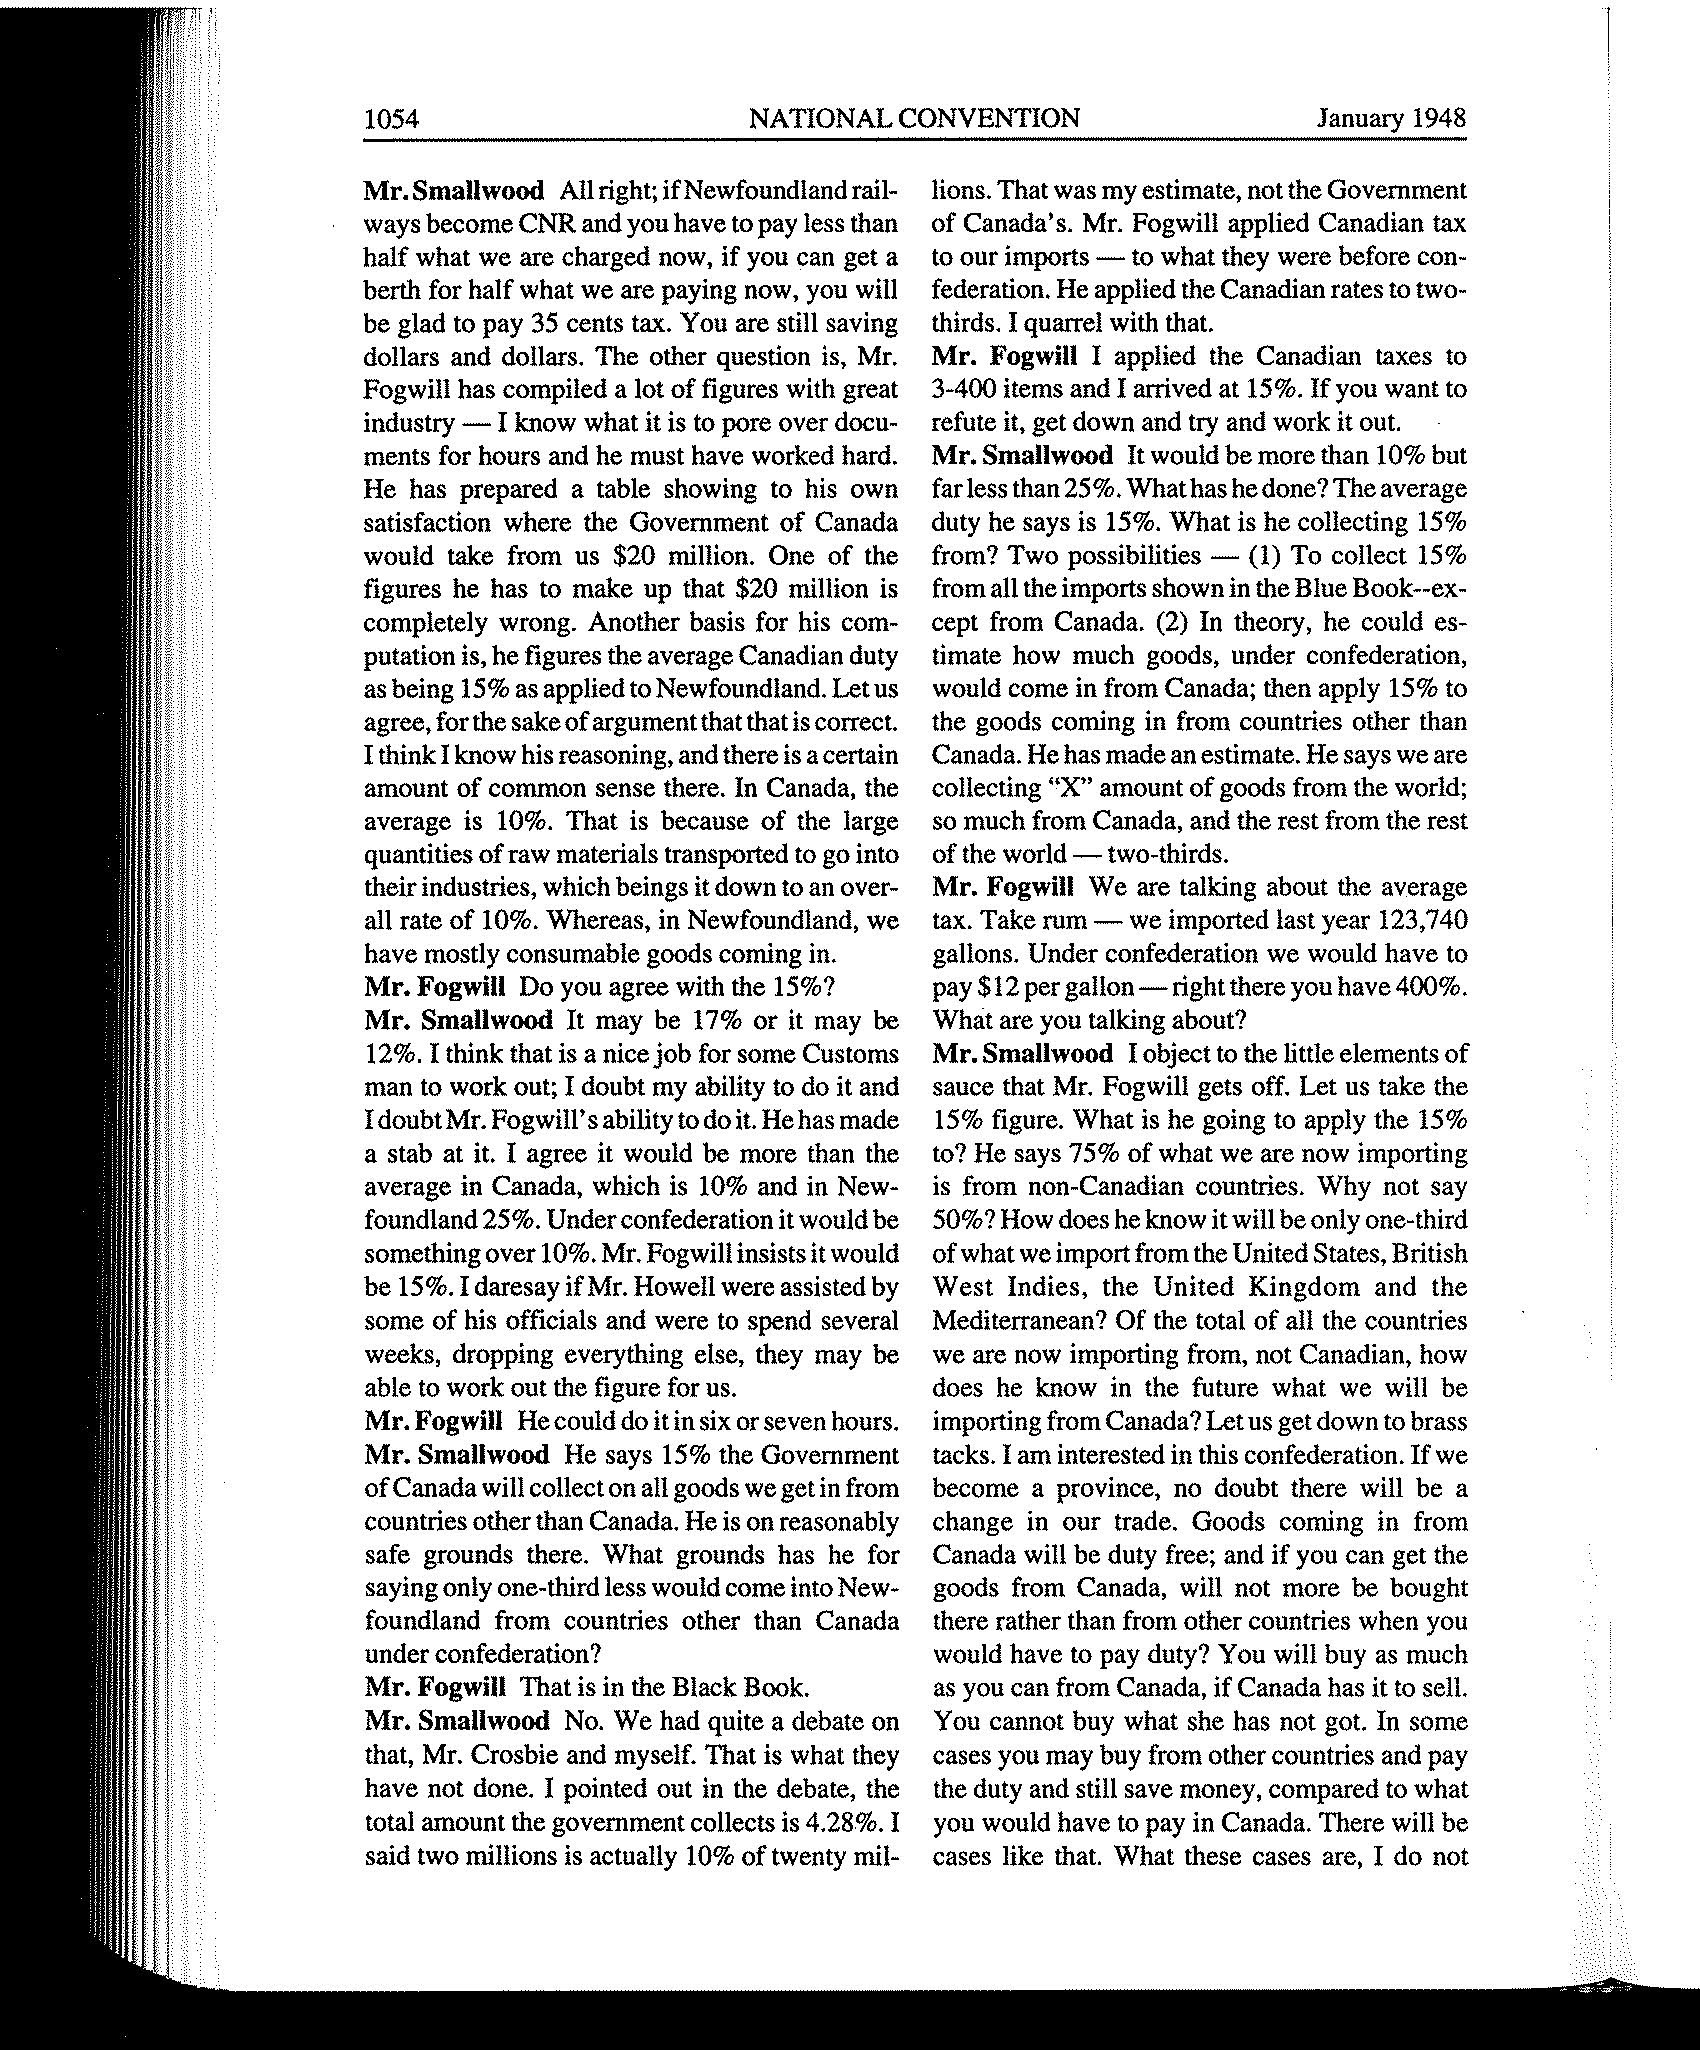 1054 NATIONAL CONVENTION January 1948
Mr. Smallwood All right; if Newfoundland rail-
ways become CNR and you have to pay less than
half what we are charged now, if you can get a
berth for half what we are paying now, you will
be glad to pay 35 cents tax. You are still saving
dollars and dollars. The other question is, Mr.
Fogwill has compiled a lot of figures with great
industry — I know what it is to pore over docu-
ments for hours and he must have worked hard.
He has prepared a table showing to his own
satisfaction where the Government of Canada
would take from us $20 million. One of the
figures he has to make up that $20 million is
completely wrong. Another basis for his com-
putation is, he figures the average Canadian duty
as being 15% as applied to Newfoundland. Let us
agree, for the sake of argument that that is correct.
I think I know his reasoning, and there is a certain
amount of common sense there. In Canada, the
average is 10%. That is because of the large
quantities of raw materials transported to go into
their industries, which beings it down to an over-
all rate of 10%. Whereas, in Newfoundland, we
have mostly consumable goods coming in.
Mr. Fogwill Do you agree with the 15%?
Mr. Smallwood It may be 17% or it may be
12%. I think that is a nice job for some Customs
man to work out; I doubt my ability to do it and
I doubt Mr. Fogwill's ability to do it. He has made
a stab at it. I agree it would be more than the
average in Canada, which is 10% and in New-
foundland 25%. Under confederation it would be
something over 10%. Mr. Fogwill insists it would
be 15%. I daresay if Mr. Howell were assisted by
some of his officials and were to spend several
weeks, dropping everything else, they may be
able to work out the figure for us.
Mr. Fogwill He could do it in six or seven hours.
Mr. Smallwood He says 15% the Government
of Canada will collect on all goods we get in from
countries other than Canada. He is on reasonably
safe grounds there. What grounds has he for
saying only one-third less would come into New-
foundland from countries other than Canada
under confederation?
Mr. Fogwill That is in the Black Book.
Mr. Smallwood No. We had quite a debate on
that, Mr. Crosbie and myself. That is what they
have not done. I pointed out in the debate, the
total amount the government collects is 4.28%. I
said two millions is actually 10% of twenty mil-
lions. That was my estimate, not the Government
of Canada's. Mr. Fogwill applied Canadian tax
to our imports — to what they were before con-
federation. He applied the Canadian rates to two-
thirds. I quarrel with that.
Mr. Fogwill I applied the Canadian taxes to
3-400 items and I arrived at 15%. If you want to
refute it, get down and try and work it out.
Mr. Smallwood It would be more than 10% but
far less than 25%. What has he done? The average
duty he says is 15%. What is he collecting 15%
from? Two possibilities — (1) To collect 15%
from all the imports shown in the Blue Book--ex-
cept from Canada. (2) In theory, he could es-
timate how much goods, under confederation,
would come in from Canada; then apply 15% to
the goods coming in from countries other than
Canada. He has made an estimate. He says we are
collecting “X” amount of goods from the world;
so much from Canada, and the rest from the rest
of the world — two-thirds.
Mr. Fogwill We are talking about the average
tax. Take rum — we imported last year 123,740
gallons. Under confederation we would have to
pay $12 per gallon — right there you have 400%.
What are you talking about?
Mr. Smallwood I object to the little elements of
sauce that Mr. Fogwill gets off. Let us take the
15% figure. What is he going to apply the 15%
to? He says 75% of what we are now importing
is from non-Canadian countries. Why not say
50%? How does he know it will be only one-third
of what we import from the United States, British
West Indies, the United Kingdom and the
Mediterranean? Of the total of all the countries
we are now importing from, not Canadian, how
does he know in the future what we will be
importing from Canada? Let us get down to brass
tacks. I am interested in this confederation. If we
become a province, no doubt there will be a
change in our trade. Goods coming in from
Canada will be duty free; and if you can get the
goods from Canada, will not more be bought
there rather than from other countries when you
would have to pay duty? You will buy as much
as you can from Canada, if Canada has it to sell.
You cannot buy what she has not got. In some
cases you may buy from other countries and pay
the duty and still save money, compared to what
you would have to pay in Canada. There will be
cases like that. What these cases are, I do not